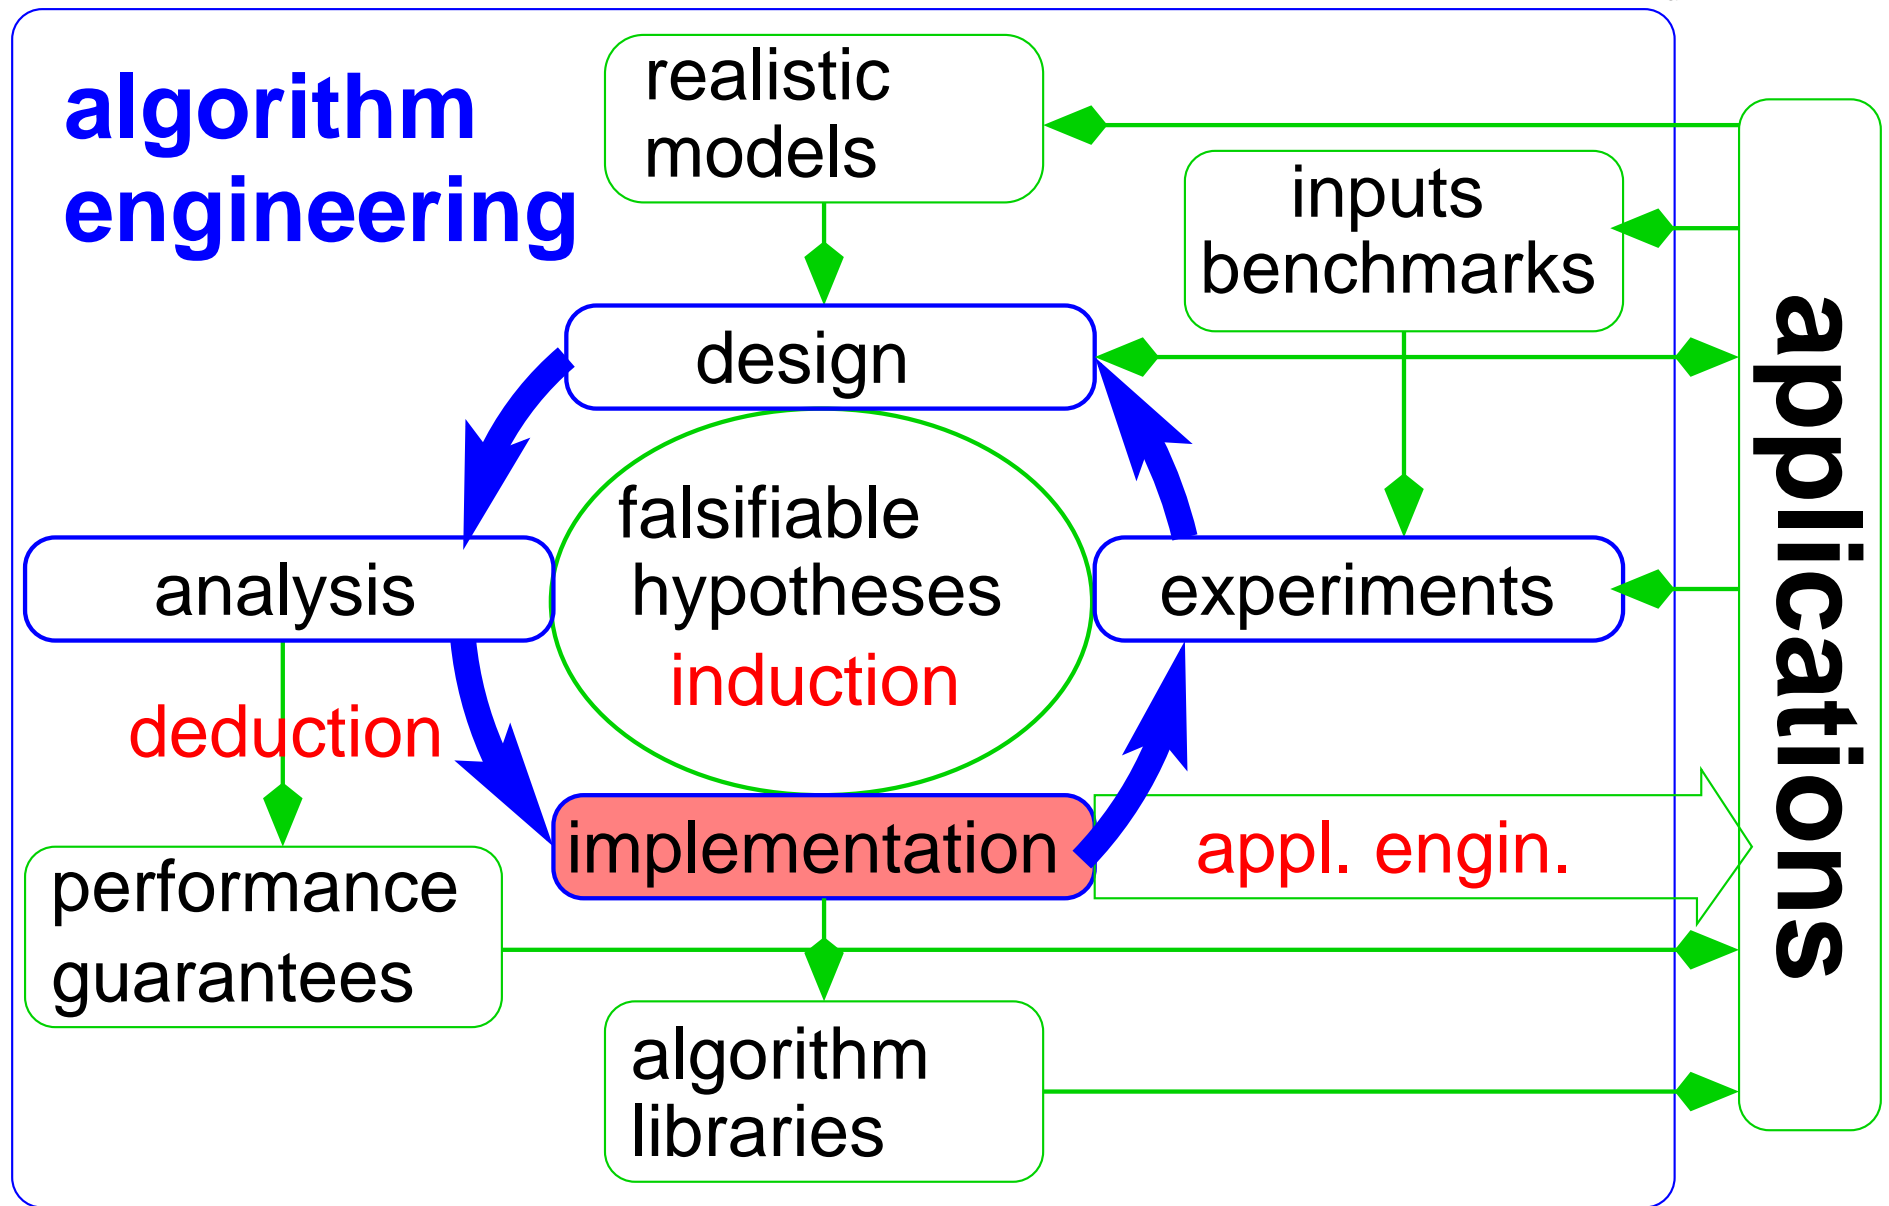 algorithm
engineering
realistic
models
inputs
benchmarks
design
falsifiable
hypotheses
induction
analysis
experiments
deduction
implementation
appl. engin.
performance
guarantees
algorithm
libraries
applications